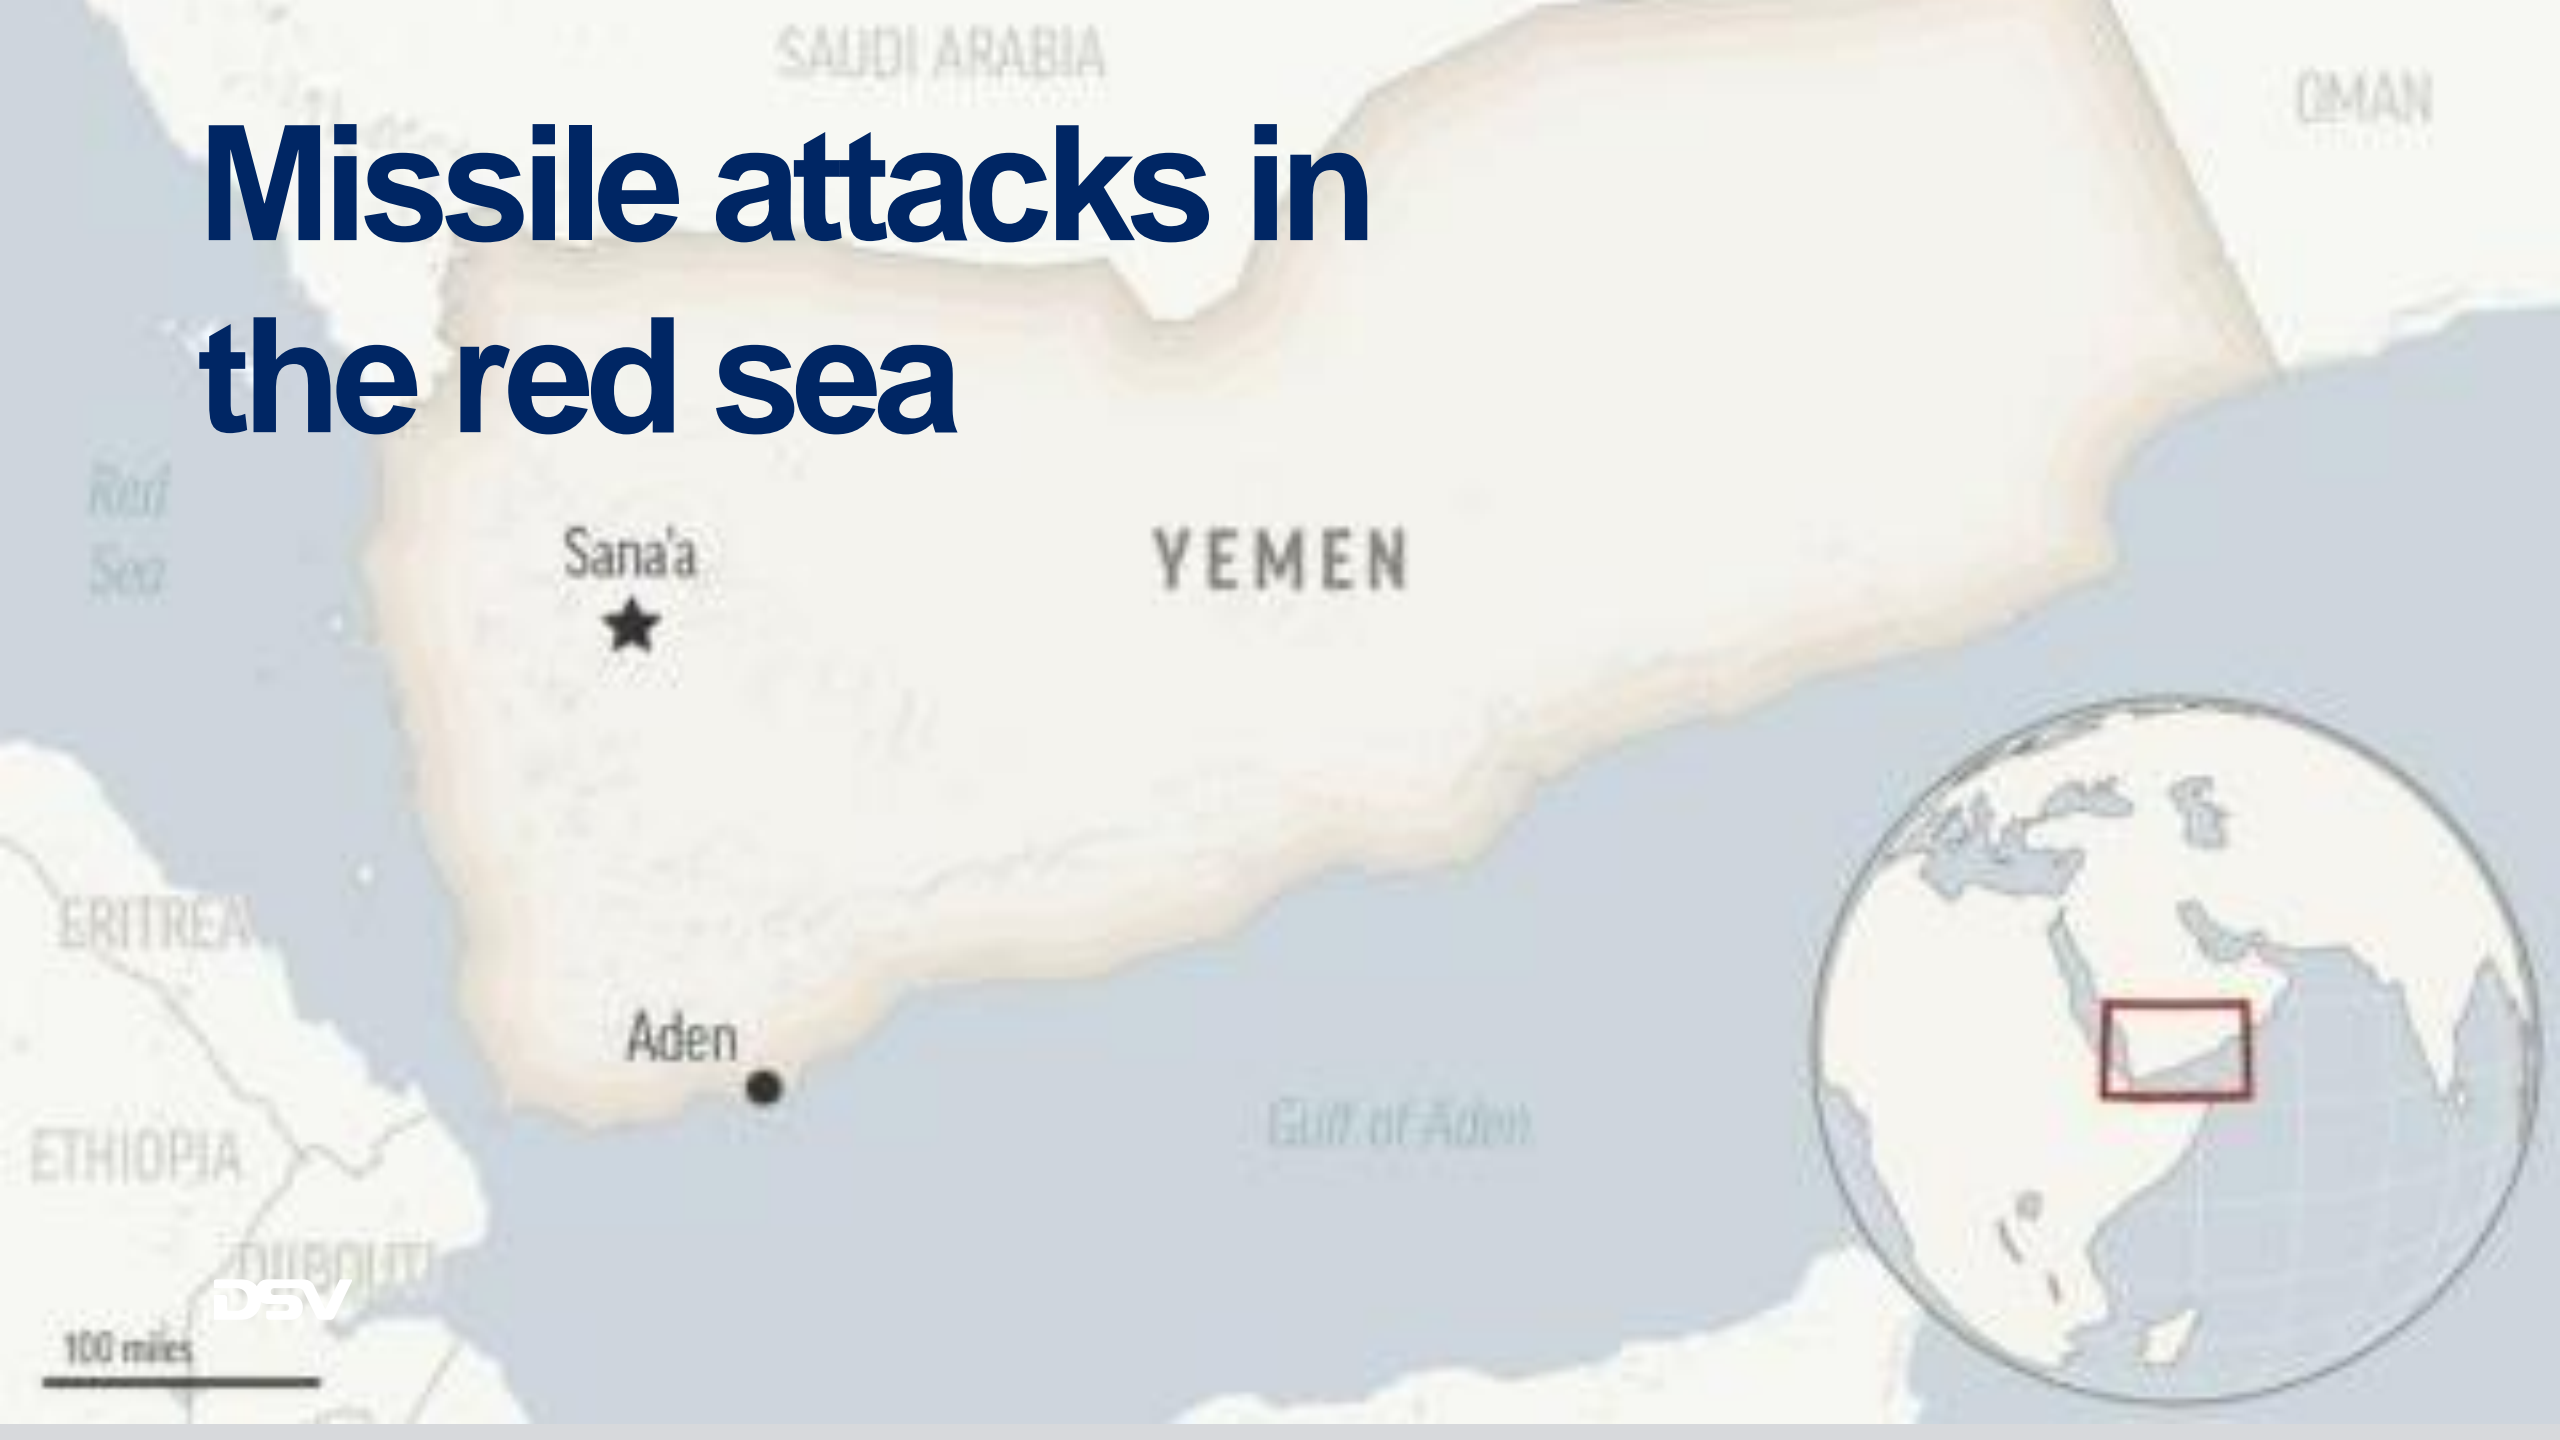 SAUDI ARABIA
OMAN
Missile attacks in
the red sea
Red
Sea
Sana'a
YEMEN
ERITREA
Aden
Gulf of Aden
ETHIOPIA
DJIBOUTI
DSV
100 miles